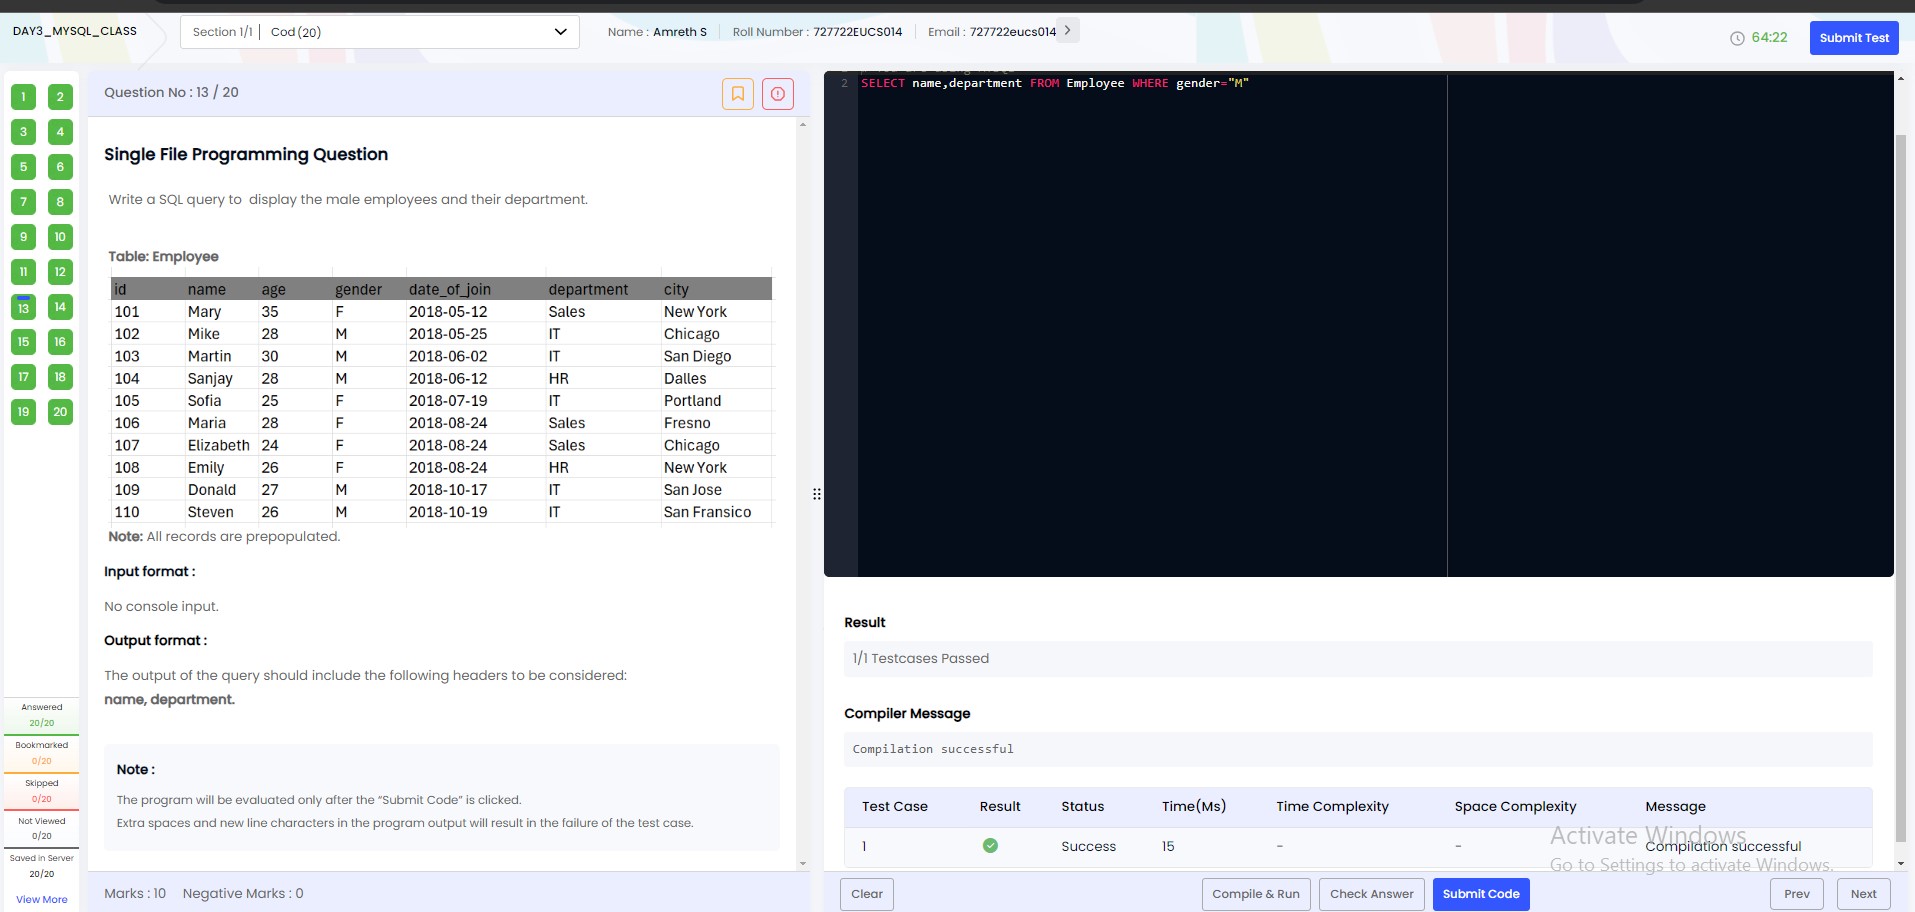 DAY3_MYSQL_CLASS
Section 1/1 | Cod (20)
Name : Amreth S
Roll Number : 727722EUCS014
Email : 727722eucs014
64:22
Submit Test
1 2
3 4
5 6
7 8
9 10
11 12
13 14
15 16
17 18
19 20
Answered
20/20
Bookmarked
0/20
Skipped
0/20
Not Viewed
0/20
Saved in Server
20/20
View More
Question No : 13 / 20
Single File Programming Question
Write a SQL query to display the male employees and their department.
Table: Employee
id name age gender date_of_join department city
101 Mary 35 F 2018-05-12 Sales New York
102 Mike 28 M 2018-05-25 IT Chicago
103 Martin 30 M 2018-06-02 IT San Diego
104 Sanjay 28 M 2018-06-12 HR Dalles
105 Sofia 25 F 2018-07-19 IT Portland
106 Maria 28 F 2018-08-24 Sales Fresno
107 Elizabeth 24 F 2018-08-24 Sales Chicago
108 Emily 26 F 2018-08-24 HR New York
109 Donald 27 M 2018-10-17 IT San Jose
110 Steven 26 M 2018-10-19 IT San Fransico
Note: All records are prepopulated.
Input format :
No console input.
Output format :
The output of the query should include the following headers to be considered:
name, department.
Note :
The program will be evaluated only after the “Submit Code” is clicked.
Extra spaces and new line characters in the program output will result in the failure of the test case.
Marks : 10 Negative Marks : 0
2 SELECT name,department FROM Employee WHERE gender="M"
Result
1/1 Testcases Passed
Compiler Message
Compilation successful
Test Case Result Status Time(Ms) Time Complexity Space Complexity Message
1 Success 15 - - Compilation successful
Activate Windows
Go to Settings to activate Windows.
Clear
Compile & Run
Check Answer
Submit Code
Prev
Next